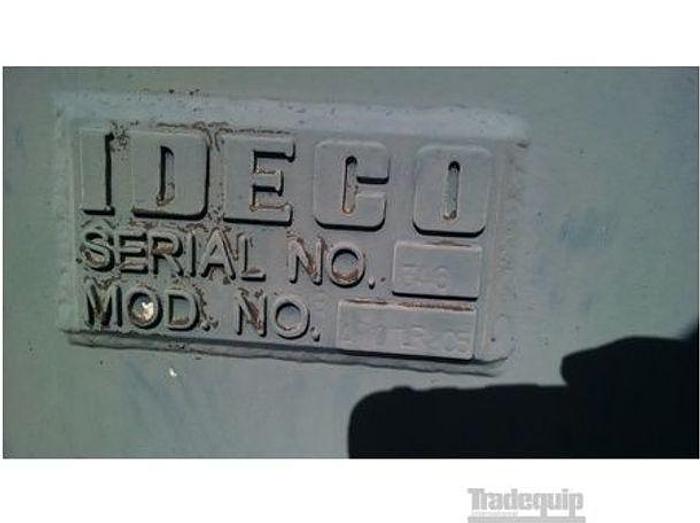 IDECO
SERIAL NO.
MOD. NO.
Tradequip